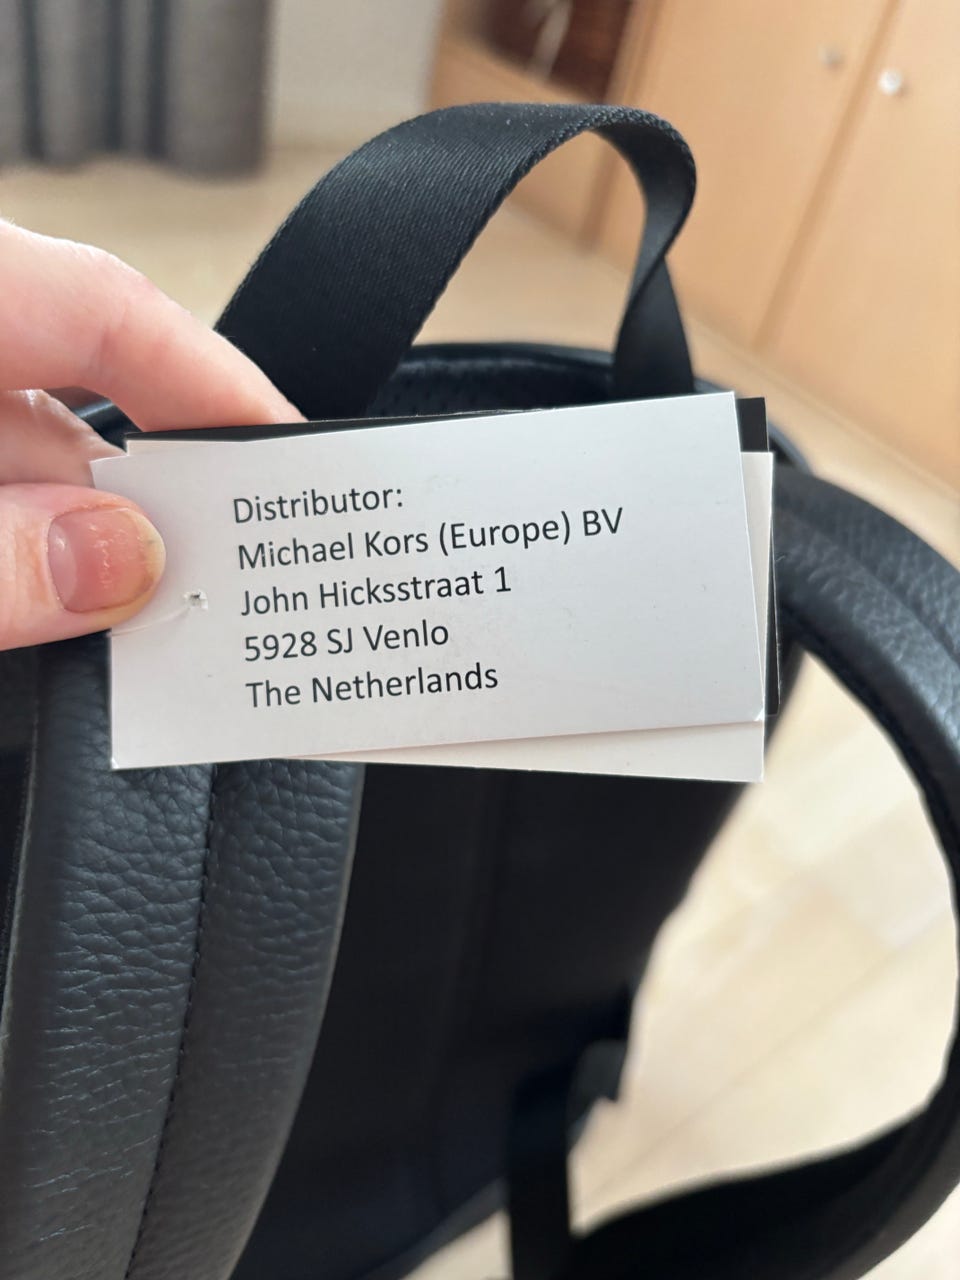 Distributor:
Michael Kors (Europe) BV
John Hicksstraat 1
5928 SJ Venlo
The Netherlands